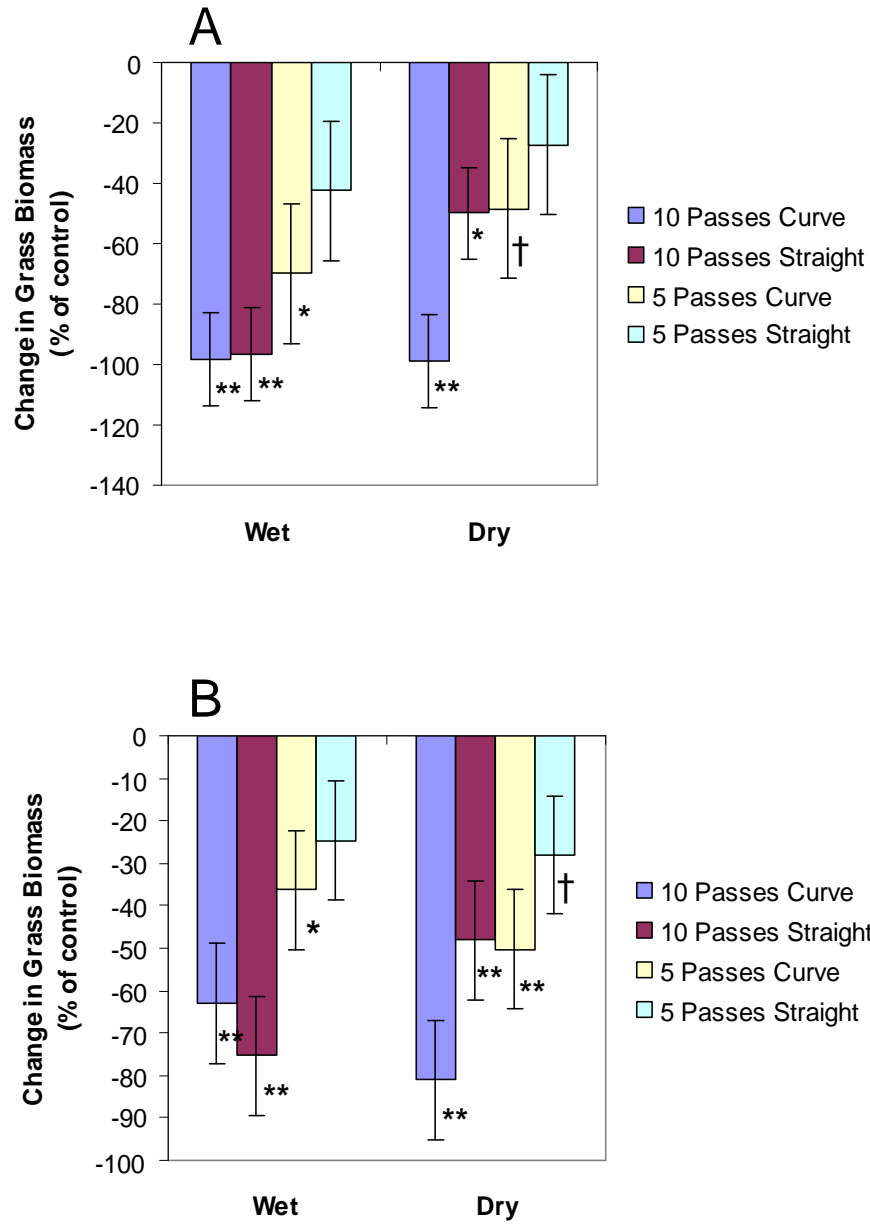 A
0
-20
-40
-60
-80
-100
-120
-140
Change in Grass Biomass
(% of control)
**
**
*
**
*
†
Wet
Dry
10 Passes Curve
10 Passes Straight
5 Passes Curve
5 Passes Straight
B
0
-10
-20
-30
-40
-50
-60
-70
-80
-90
-100
Change in Grass Biomass
(% of control)
**
**
*
**
**
**
†
Wet
Dry
10 Passes Curve
10 Passes Straight
5 Passes Curve
5 Passes Straight